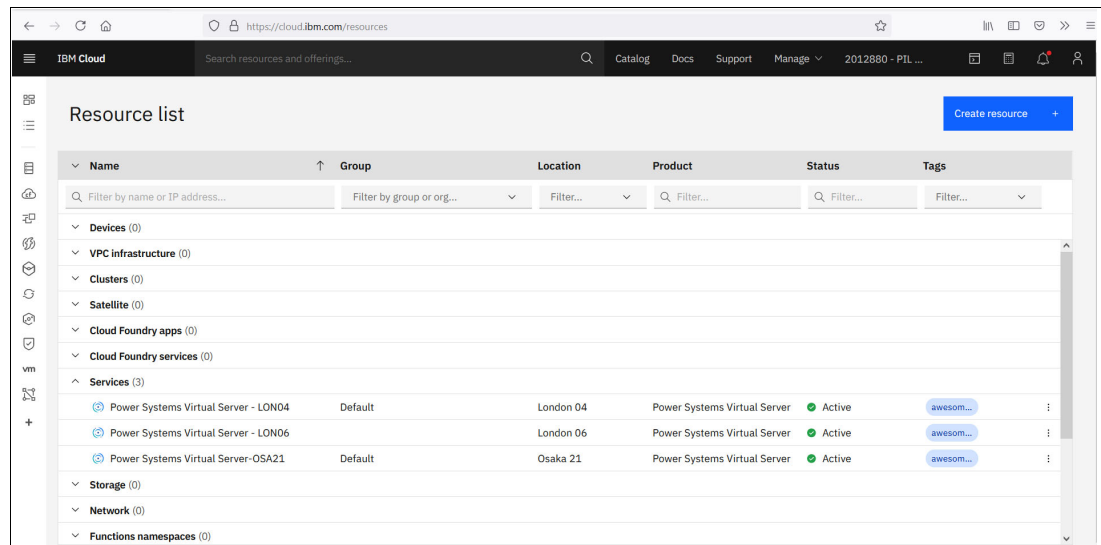 https://cloud.ibm.com/resources
IBM Cloud Search resources and offerings... Catalog Docs Support Manage 2012880 - PIL ...
Resource list
Create resource +
Name Group Location Product Status Tags
Filter by name or IP address... Filter by group or org... Filter... Filter... Filter... Filter...
Devices (0)
VPC infrastructure (0)
Clusters (0)
Satellite (0)
Cloud Foundry apps (0)
Cloud Foundry services (0)
vm
Services (3)
Power Systems Virtual Server - LON04 Default London 04 Power Systems Virtual Server Active awesom...
Power Systems Virtual Server - LON06 London 06 Power Systems Virtual Server Active awesom...
Power Systems Virtual Server-OSA21 Default Osaka 21 Power Systems Virtual Server Active awesom...
Storage (0)
Network (0)
Functions namespaces (0)